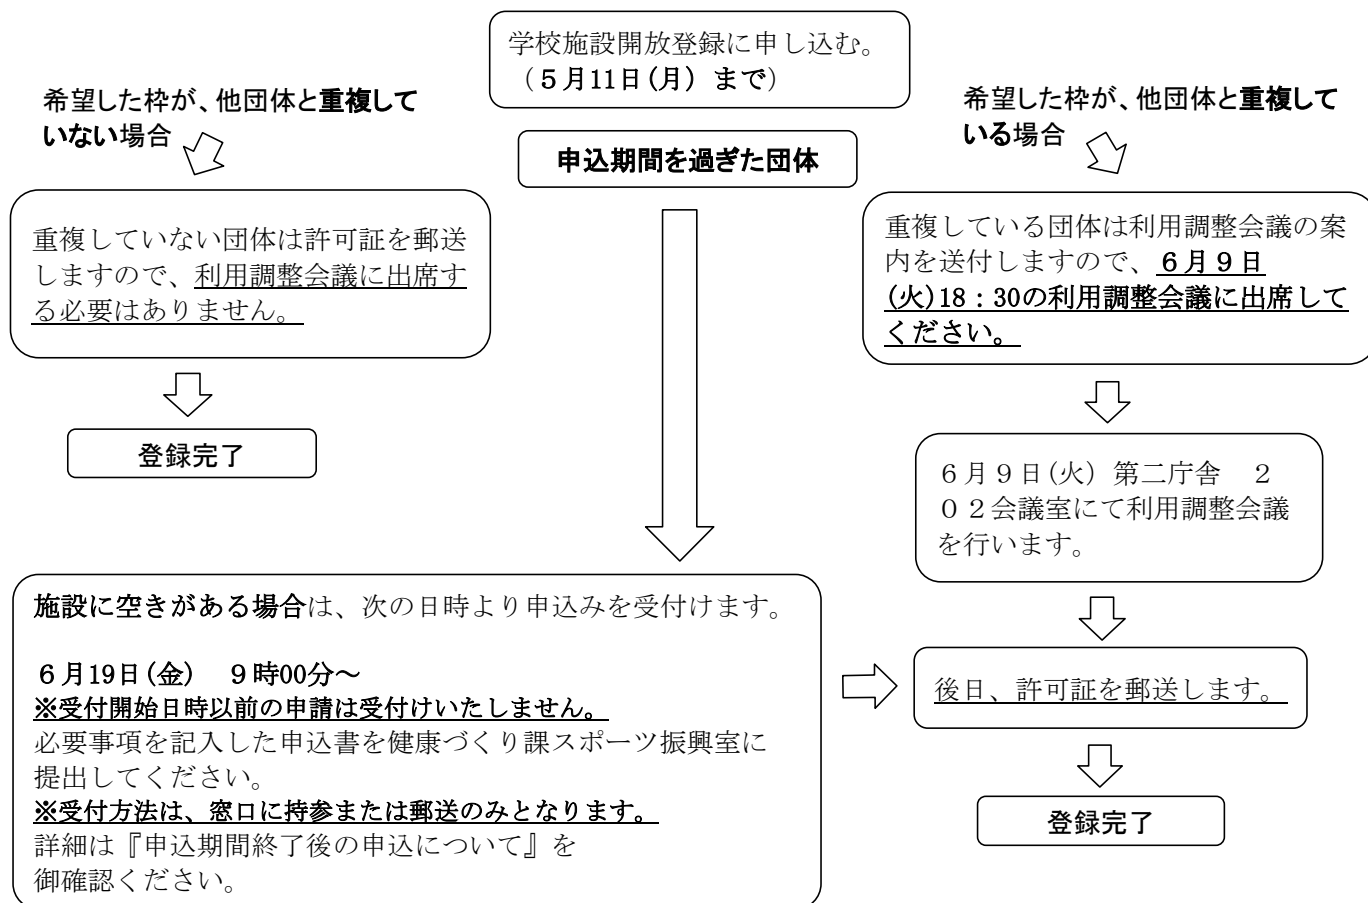 学校施設開放登録に申し込む。
(５月11日(月) まで)
希望した枠が、他団体と重複して
いない場合
重複していない団体は許可証を郵送
しますので、利用調整会議に出席す
る必要はありません。
登録完了
申込期間を過ぎた団体
施設に空きがある場合は、次の日時より申込みを受付けます。
６月19日(金)　９時00分～
※受付開始日時以前の申請は受付けいたしません。
必要事項を記入した申込書を健康づくり課スポーツ振興室に
提出してください。
※受付方法は、窓口に持参または郵送のみとなります。
詳細は『申込期間終了後の申込について』を
御確認ください。
希望した枠が、他団体と重複して
いる場合
重複している団体は利用調整会議の案
内を送付しますので、６月９日
(火)18：30の利用調整会議に出席して
ください。
６月９日(火) 第二庁舎　２
０２会議室にて利用調整会議
を行います。
後日、許可証を郵送します。
登録完了